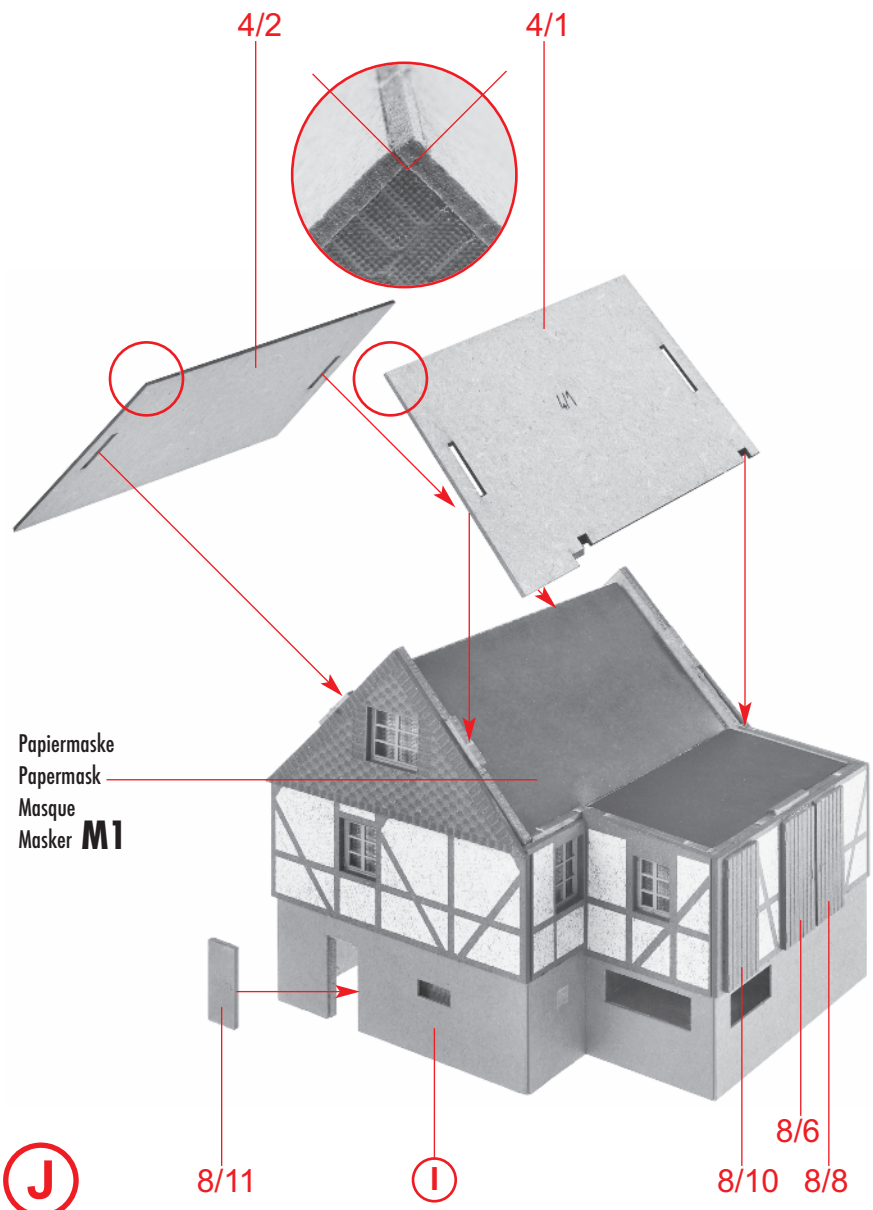 4/2
4/1
4/1
Papiermaske
Papermask
Masque
Masker M1
8/6
J
8/11
I
8/10
8/8